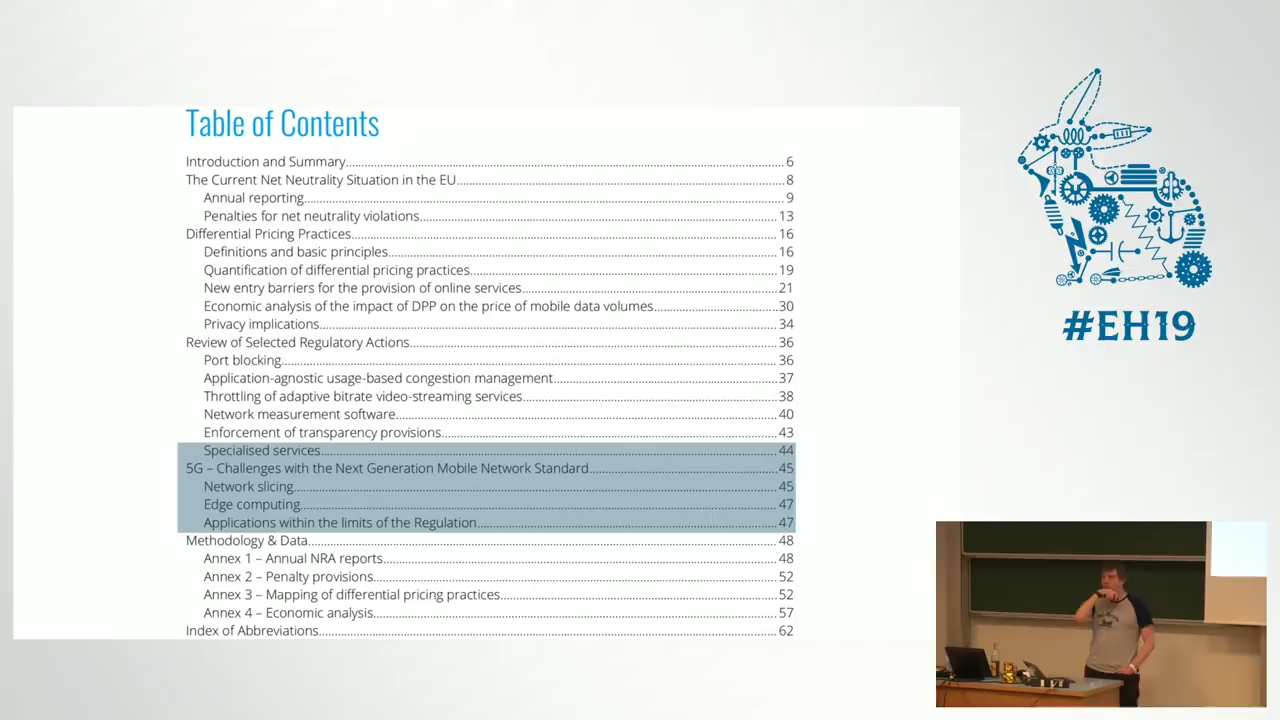 Table of Contents
Introduction and Summary 6
The Current Net Neutrality Situation in the EU 8
Annual reporting 9
Penalties for net neutrality violations 13
Differential Pricing Practices 16
Definitions and basic principles 16
Quantification of differential pricing practices 19
New entry barriers for the provision of online services 21
Economic analysis of the impact of DPP on the price of mobile data volumes 30
Privacy implications 34
Review of Selected Regulatory Actions 36
Port blocking 36
Application-agnostic usage-based congestion management 37
Throttling of adaptive bitrate video-streaming services 38
Network measurement software 40
Enforcement of transparency provisions 43
Specialised services 44
5G – Challenges with the Next Generation Mobile Network Standard 45
Network slicing 45
Edge computing 47
Applications within the limits of the Regulation 47
Methodology & Data 48
Annex 1 – Annual NRA reports 48
Annex 2 – Penalty provisions 52
Annex 3 – Mapping of differential pricing practices 52
Annex 4 – Economic analysis 57
Index of Abbreviations 62
#EH19